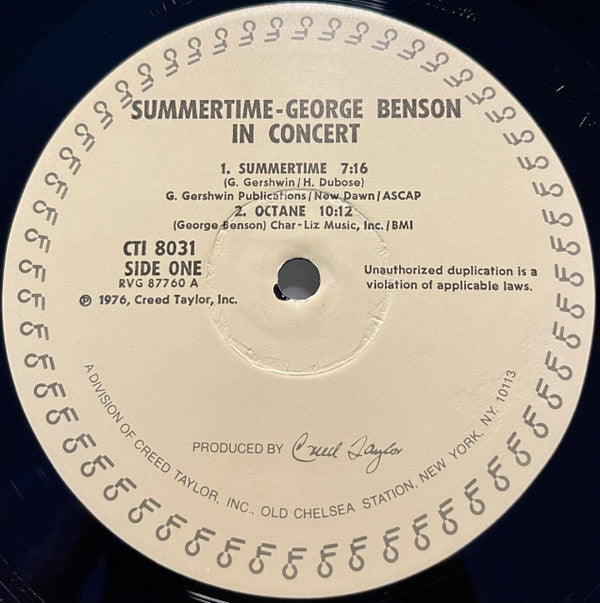 SUMMERTIME-GEORGE BENSON
IN CONCERT
1. SUMMERTIME 7:16
(G. Gershwin/H. Dubose)
G. Gershwin Publications/New Dawn/ASCAP
2. OCTANE 10:12
(George Benson) Char-Liz Music, Inc./BMI
CTI 8031
SIDE ONE
RVG 87760 A
℗ 1976, Creed Taylor, Inc.
Unauthorized duplication is a
violation of applicable laws.
PRODUCED BY Creed Taylor
A DIVISION OF CREED TAYLOR, INC., OLD CHELSEA STATION, NEW YORK, NY. 10113